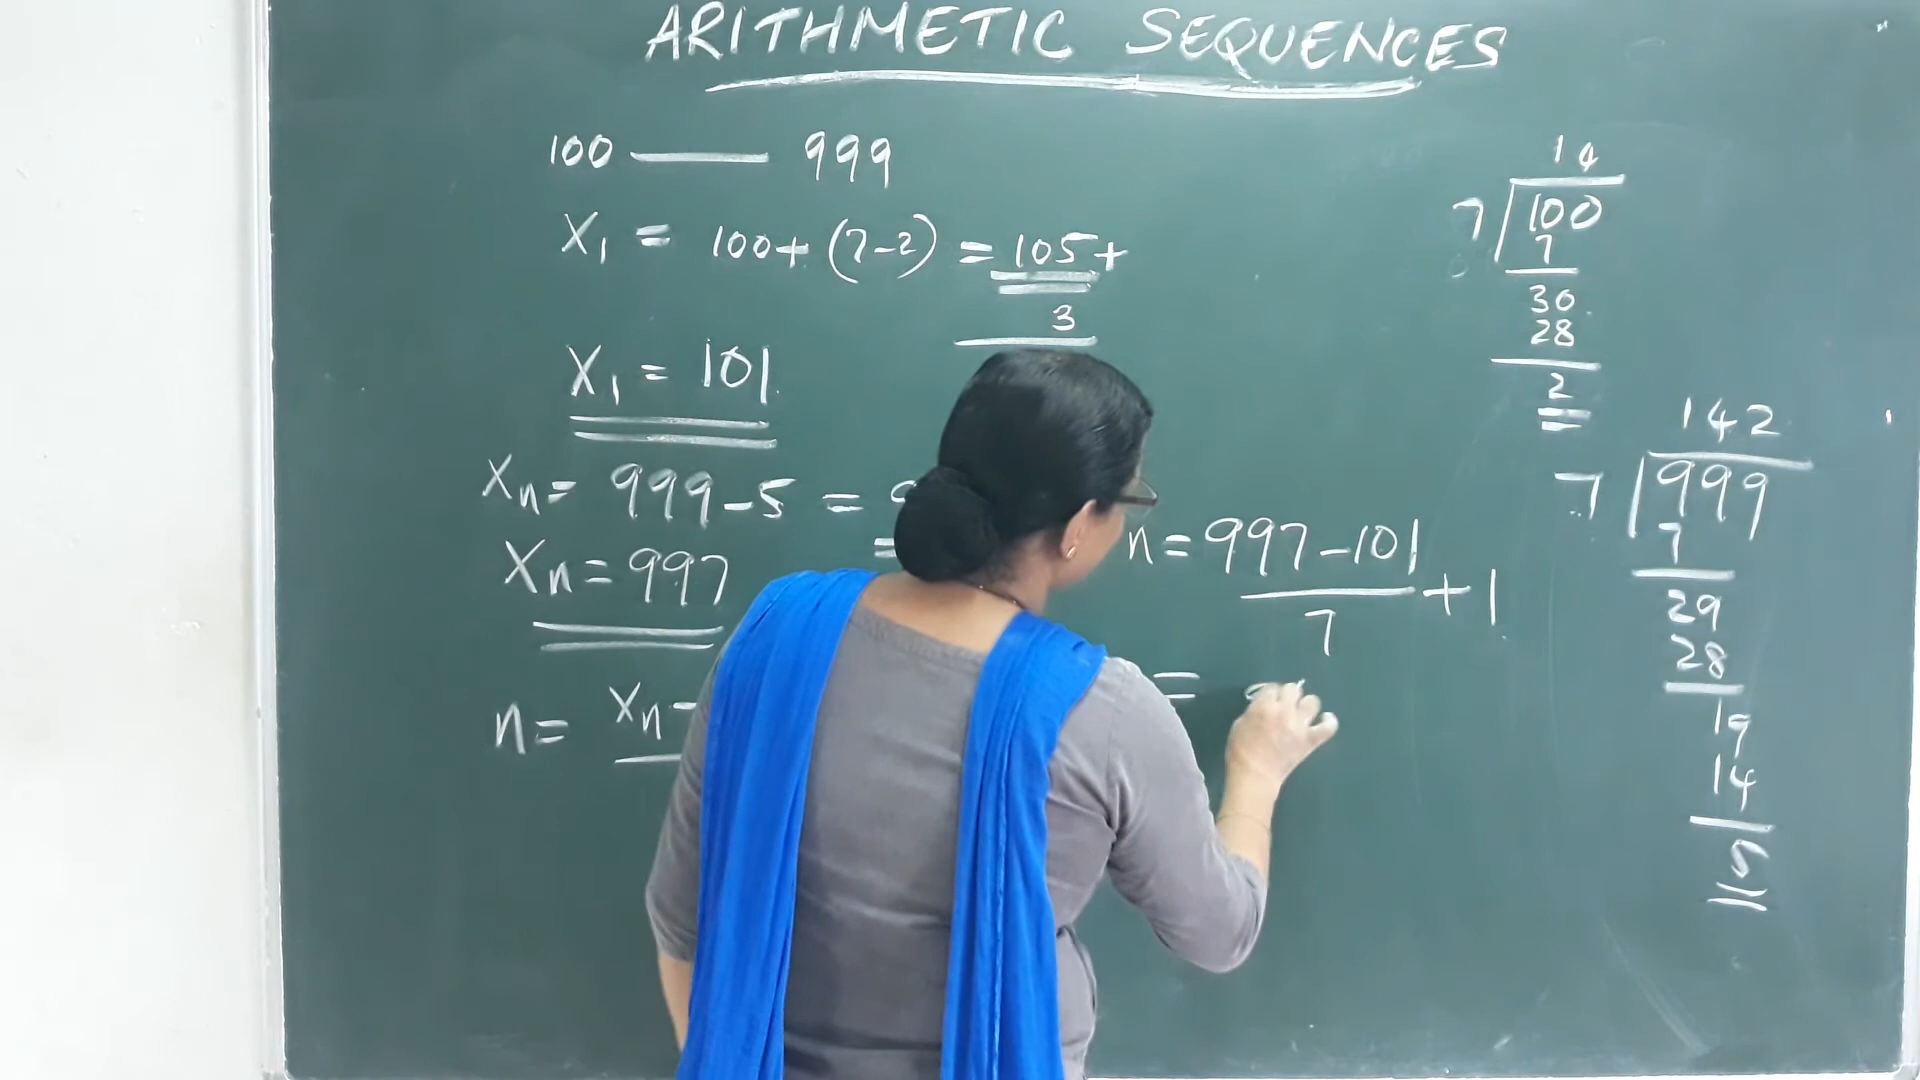 ARITHMETIC SEQUENCES
100 — 999
X₁ = 100+(7-2) = 105+
3
X₁ = 101
Xn = 999-5 =
Xn = 997
n = Xn -
n = 997-101
7
+ 1
=
14
7 100
7
30
28
2
142
7 999
7
29
28
19
14
5